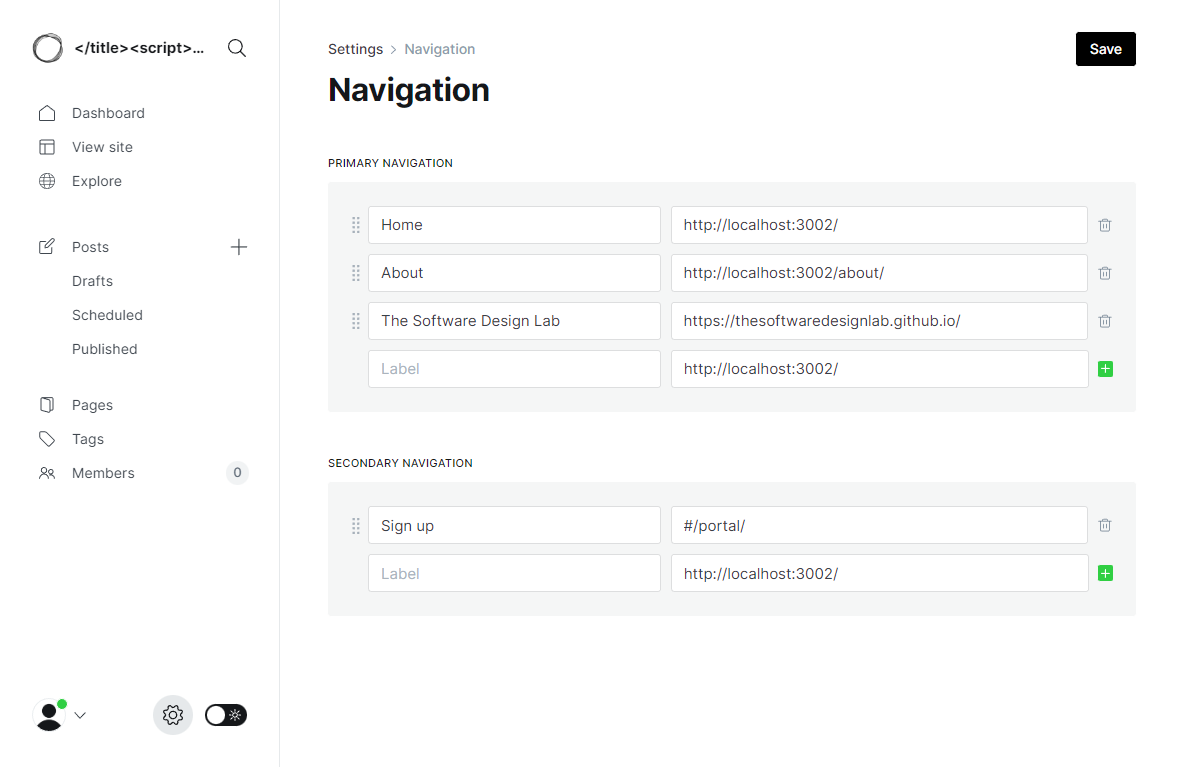 </title><script>...
Dashboard
View site
Explore
Posts
Drafts
Scheduled
Published
Pages
Tags
Members 0
Settings > Navigation
Save
Navigation
PRIMARY NAVIGATION
Home http://localhost:3002/
About http://localhost:3002/about/
The Software Design Lab https://thesoftwaredesignlab.github.io/
Label http://localhost:3002/
SECONDARY NAVIGATION
Sign up #/portal/
Label http://localhost:3002/